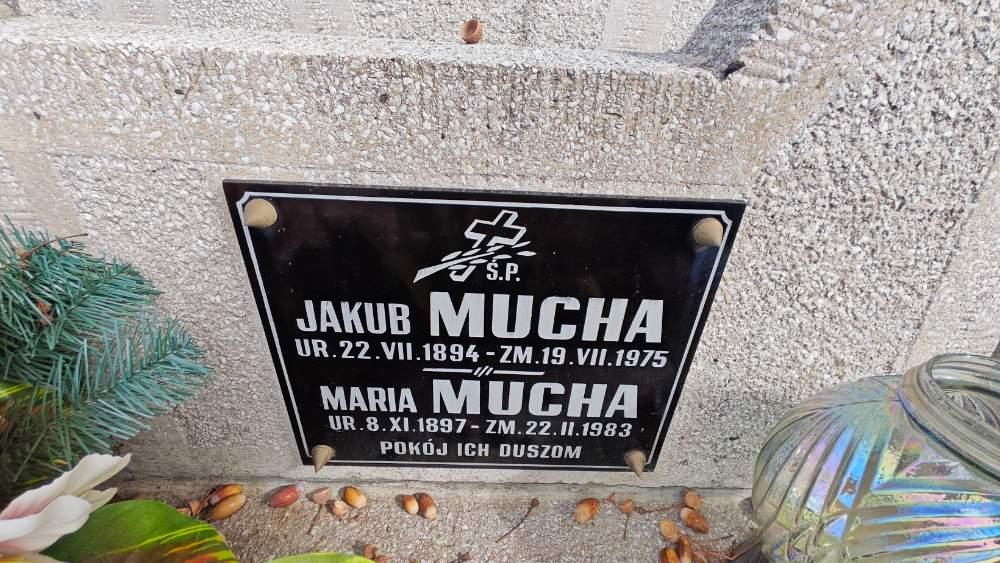 Ś.P.
JAKUB MUCHA
UR. 22. VII. 1894 - ZM. 19. VII. 1975
MARIA MUCHA
UR. 8. XI. 1897 - ZM. 22. II. 1983
POKÓJ ICH DUSZOM